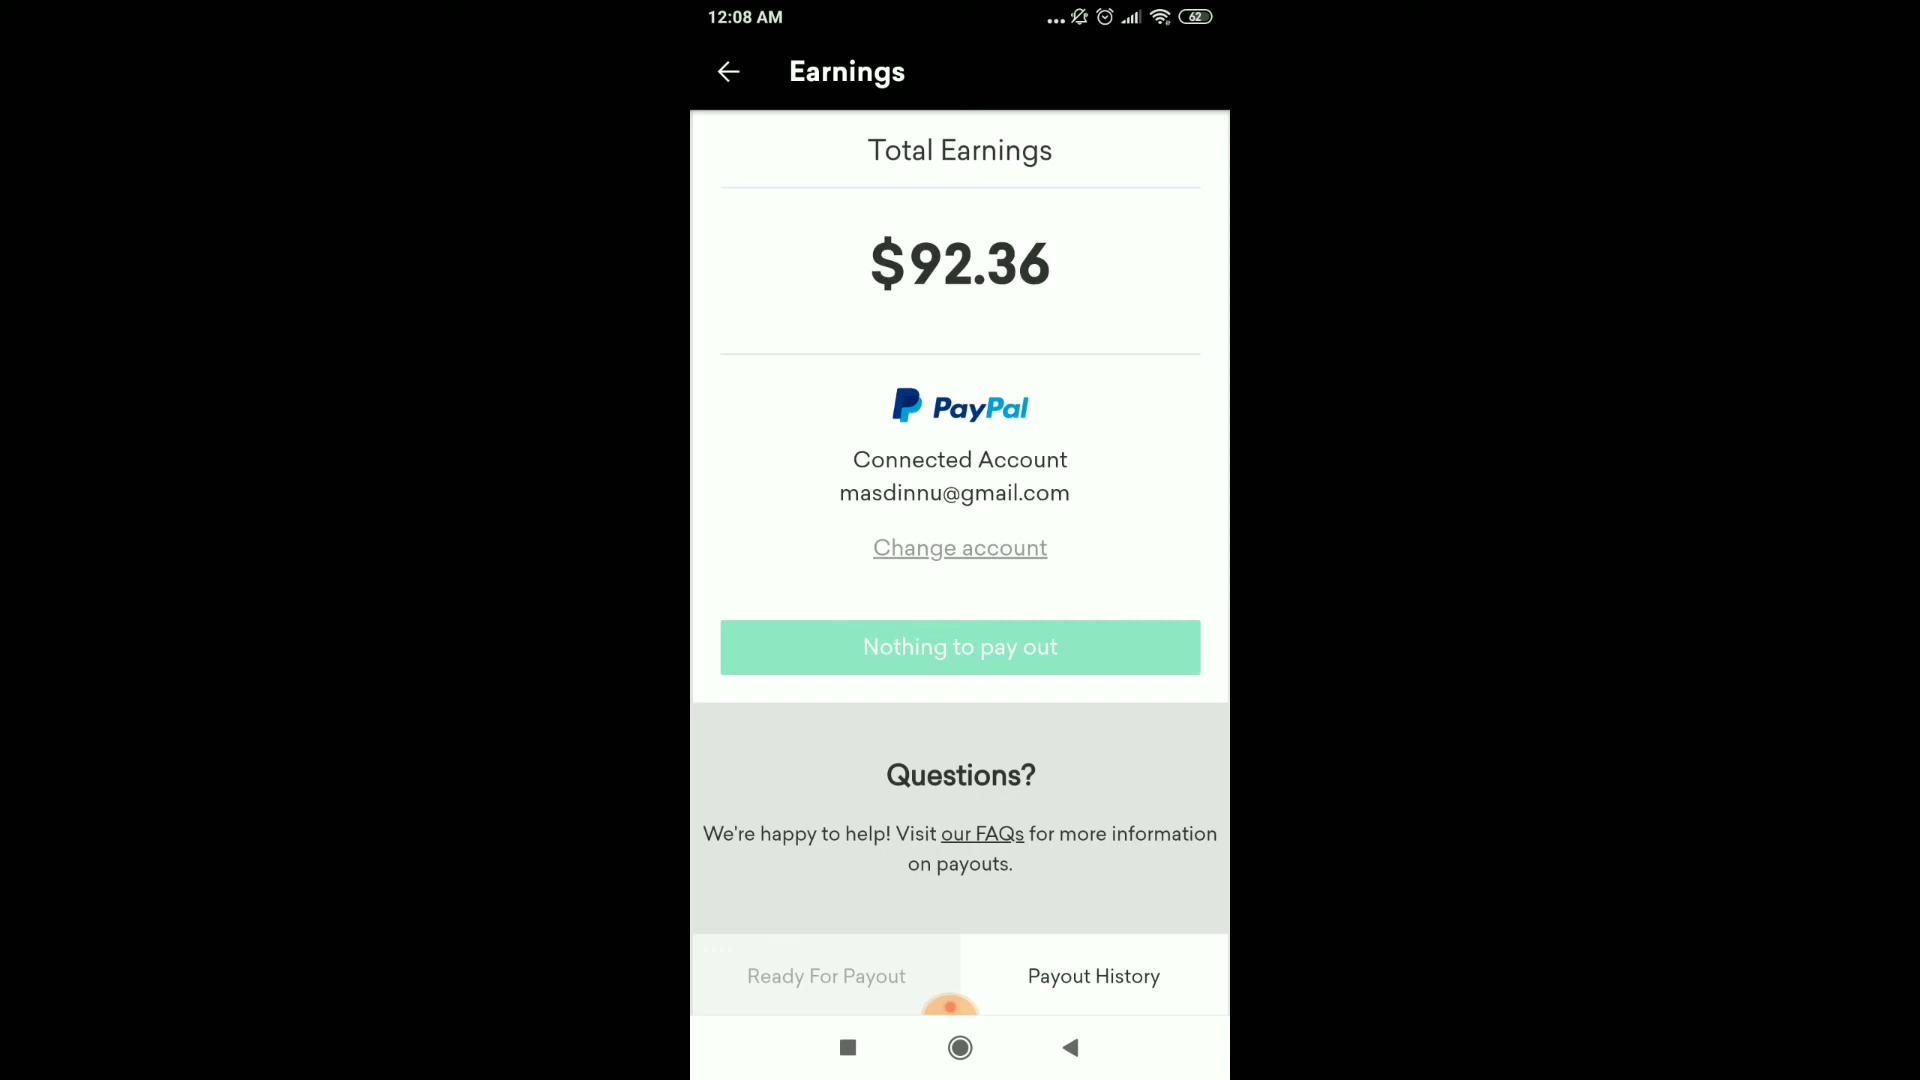 12:08 AM
62
Earnings
Total Earnings
$92.36
PayPal
Connected Account
masdinnu@gmail.com
Change account
Nothing to pay out
Questions?
We're happy to help! Visit our FAQs for more information
on payouts.
Ready For Payout
Payout History